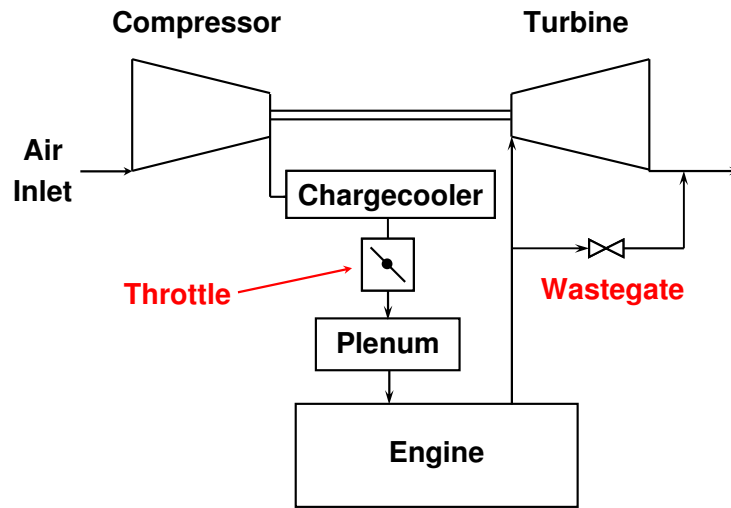 Compressor
Turbine
Air
Inlet
Chargecooler
Throttle
Wastegate
Plenum
Engine